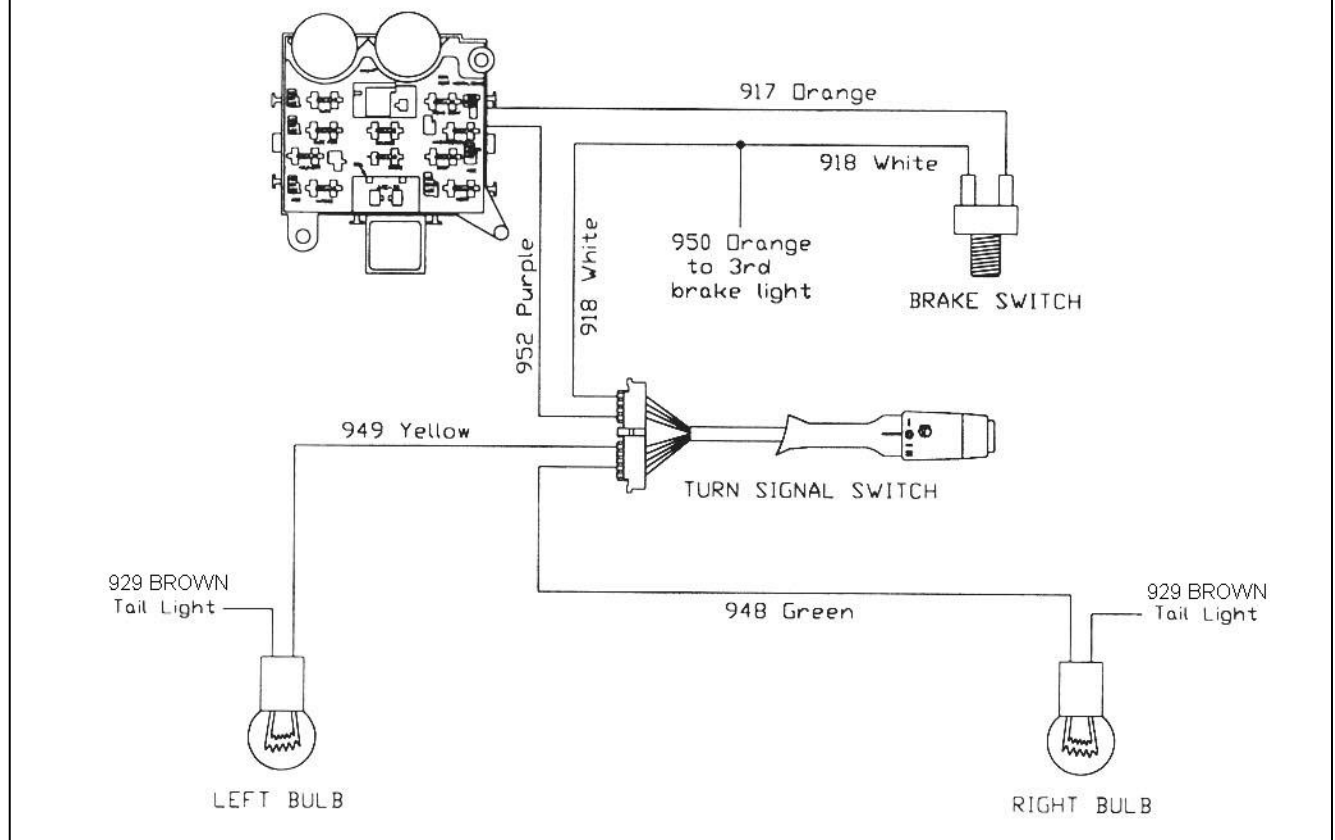 917 Orange
918 White
950 Orange
to 3rd
brake light
BRAKE SWITCH
952 Purple
918 White
949 Yellow
TURN SIGNAL SWITCH
929 BROWN
Tail Light
948 Green
929 BROWN
Tail Light
LEFT BULB
RIGHT BULB